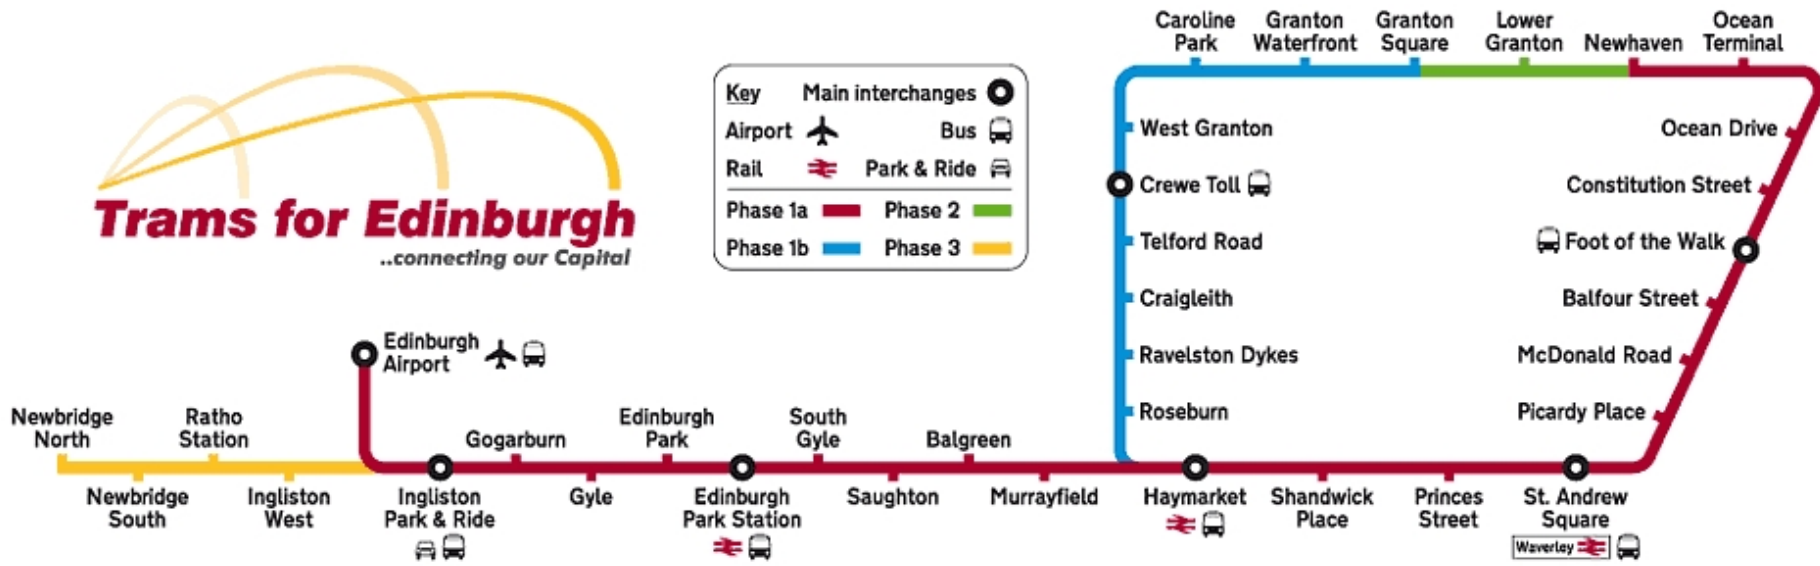 Trams for Edinburgh
..connecting our Capital
Key
Main interchanges
Airport
Bus
Rail
Park & Ride
Phase 1a
Phase 2
Phase 1b
Phase 3
Caroline
Park
Granton
Waterfront
Granton
Square
Lower
Granton
Newhaven
Ocean
Terminal
West Granton
Crewe Toll
Telford Road
Craigleith
Ravelston Dykes
Roseburn
Ocean Drive
Constitution Street
Foot of the Walk
Balfour Street
McDonald Road
Picardy Place
Edinburgh
Airport
Newbridge
North
Ratho
Station
Gogarburn
Edinburgh
Park
South
Gyle
Balgreen
Newbridge
South
Ingliston
West
Ingliston
Park & Ride
Gyle
Edinburgh
Park Station
Saughton
Murrayfield
Haymarket
Shandwick
Place
Princes
Street
St. Andrew
Square
Waverley